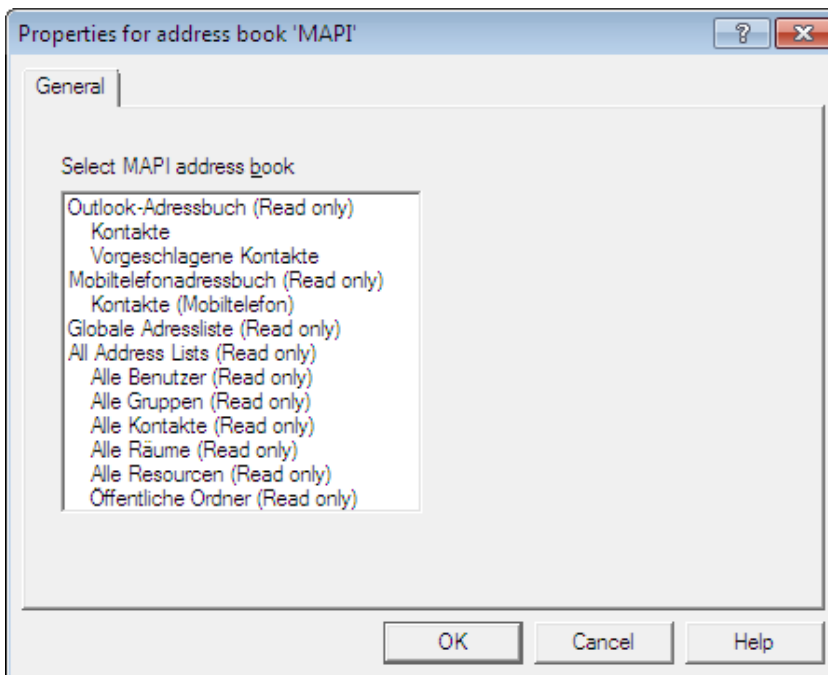 Properties for address book 'MAPI'
General
Select MAPI address book
Outlook-Adressbuch (Read only)
Kontakte
Vorgeschlagene Kontakte
Mobiltelefonadressbuch (Read only)
Kontakte (Mobiltelefon)
Globale Adressliste (Read only)
All Address Lists (Read only)
Alle Benutzer (Read only)
Alle Gruppen (Read only)
Alle Kontakte (Read only)
Alle Räume (Read only)
Alle Resourcen (Read only)
Öffentliche Ordner (Read only)
OK Cancel Help